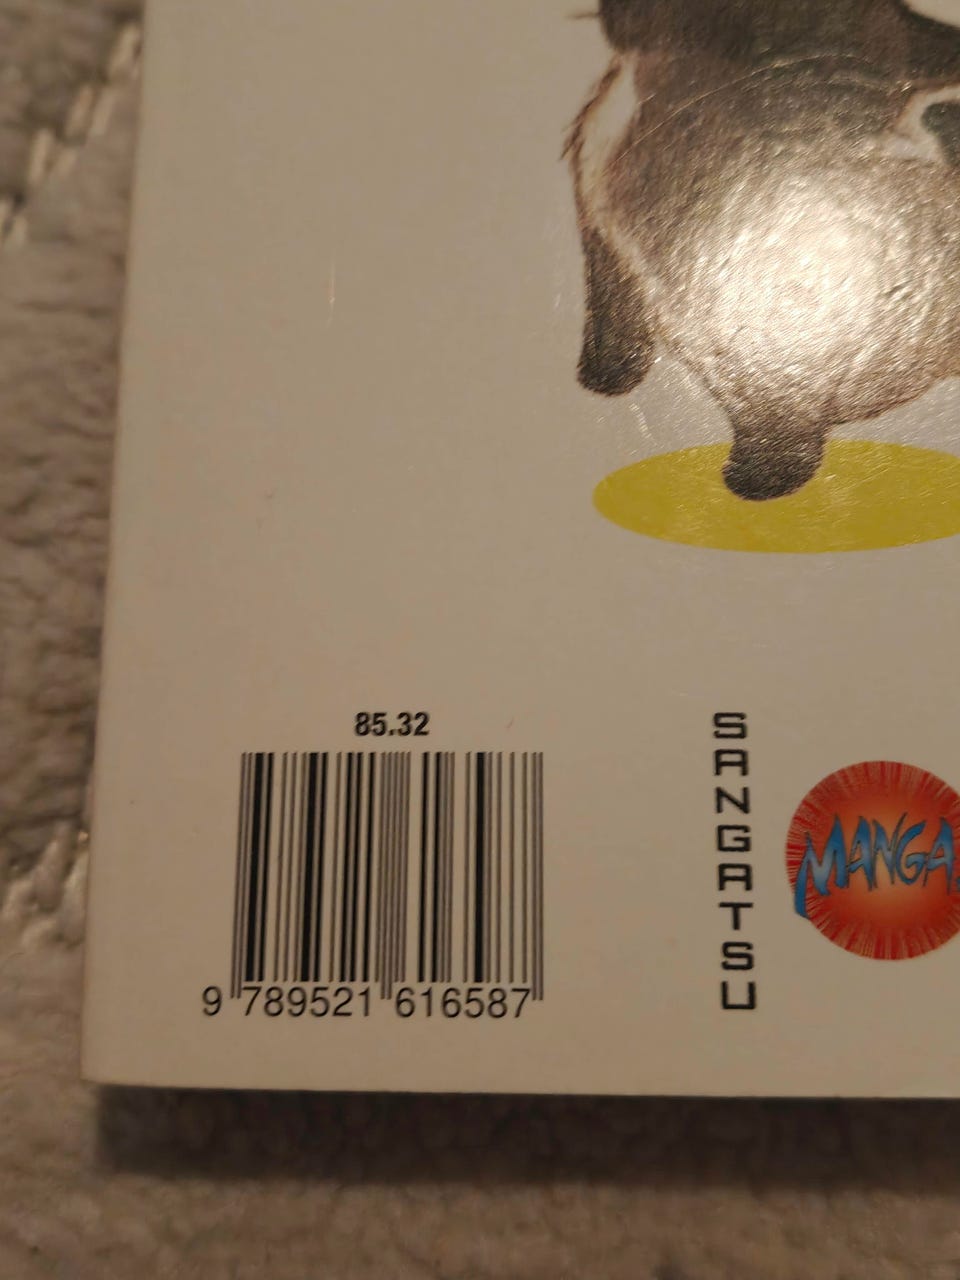 85.32
9 789521 616587
SANGATSU
MANGA